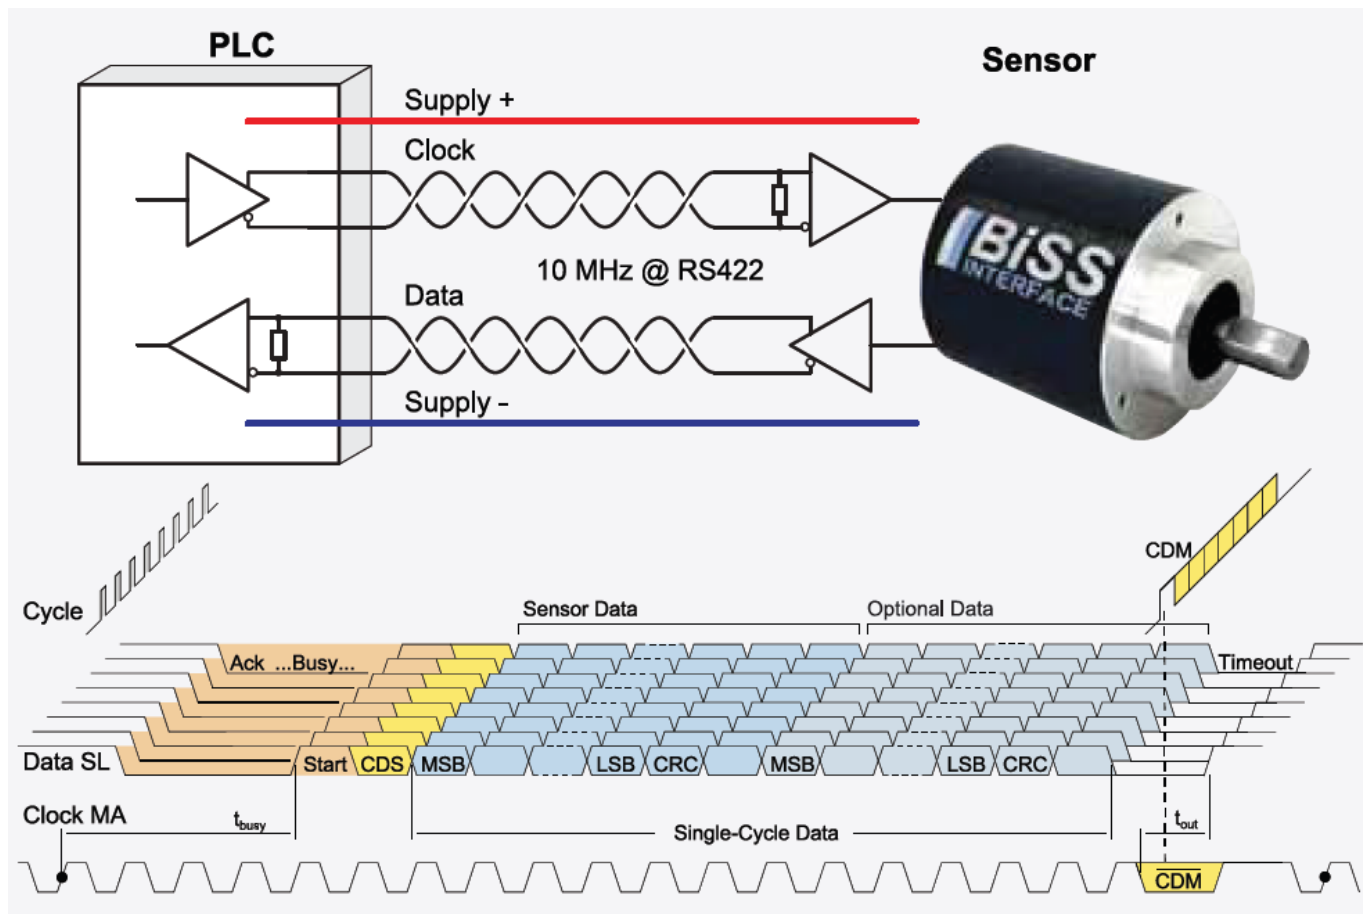 PLC
Sensor
Supply +
Clock
BiSS
INTERFACE
10 MHz @ RS422
Data
Supply -
CDM
Cycle
Sensor Data
Optional Data
Ack ...Busy...
Timeout
Data SL
Start
CDS
MSB
LSB
CRC
MSB
LSB
CRC
Clock MA
tbusy
Single-Cycle Data
tout
CDM